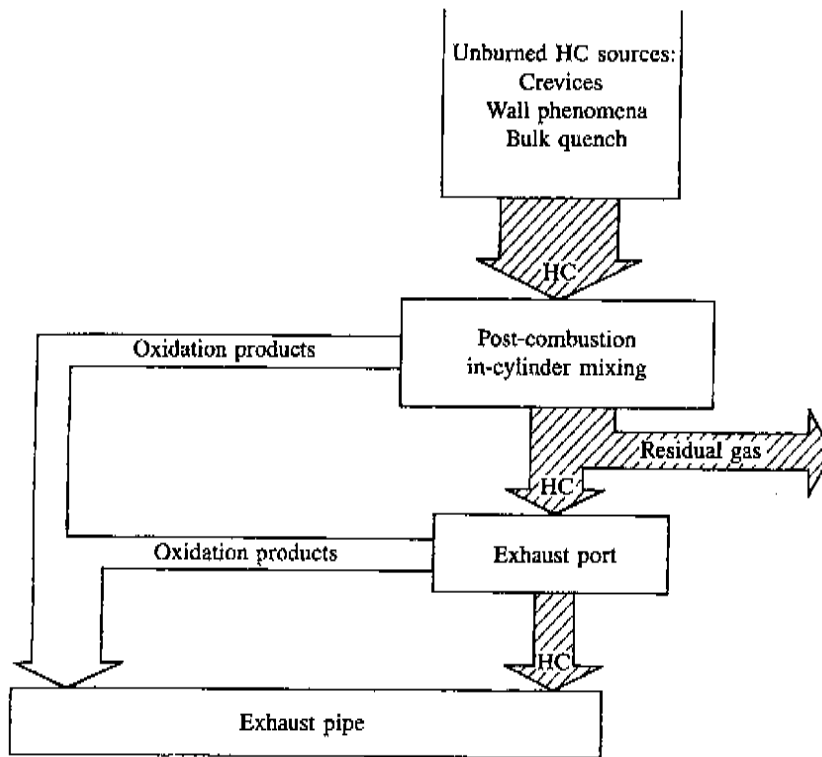 Unburned HC sources:
Crevices
Wall phenomena
Bulk quench
HC
Oxidation products
Post-combustion
in-cylinder mixing
Residual gas
HC
Oxidation products
Exhaust port
HC
Exhaust pipe